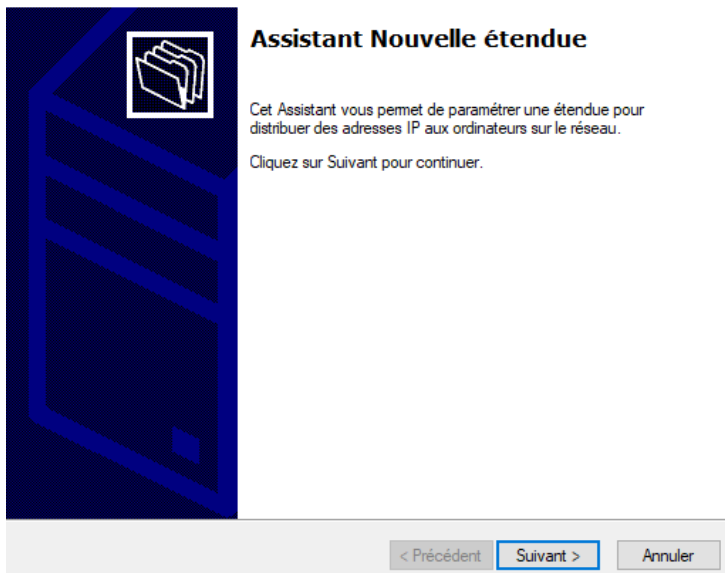 Assistant Nouvelle étendue
Cet Assistant vous permet de paramétrer une étendue pour
distribuer des adresses IP aux ordinateurs sur le réseau.
Cliquez sur Suivant pour continuer.
< Précédent
Suivant >
Annuler